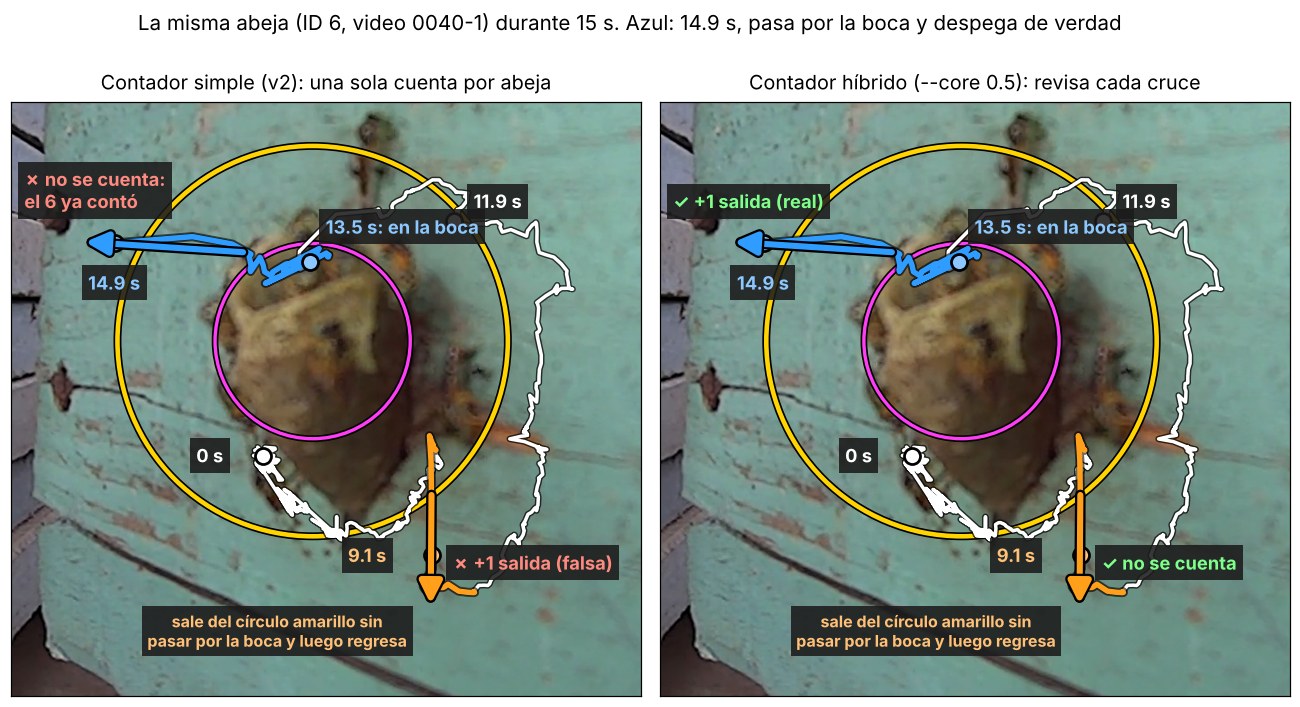 La misma abeja (ID 6, video 0040-1) durante 15 s. Azul: 14.9 s, pasa por la boca y despega de verdad
Contador simple (v2): una sola cuenta por abeja
× no se cuenta:
el 6 ya contó
11.9 s
13.5 s: en la boca
14.9 s
0 s
9.1 s
× +1 salida (falsa)
sale del círculo amarillo sin
pasar por la boca y luego regresa
Contador híbrido (--core 0.5): revisa cada cruce
✓ +1 salida (real)
11.9 s
13.5 s: en la boca
14.9 s
0 s
9.1 s
✓ no se cuenta
sale del círculo amarillo sin
pasar por la boca y luego regresa